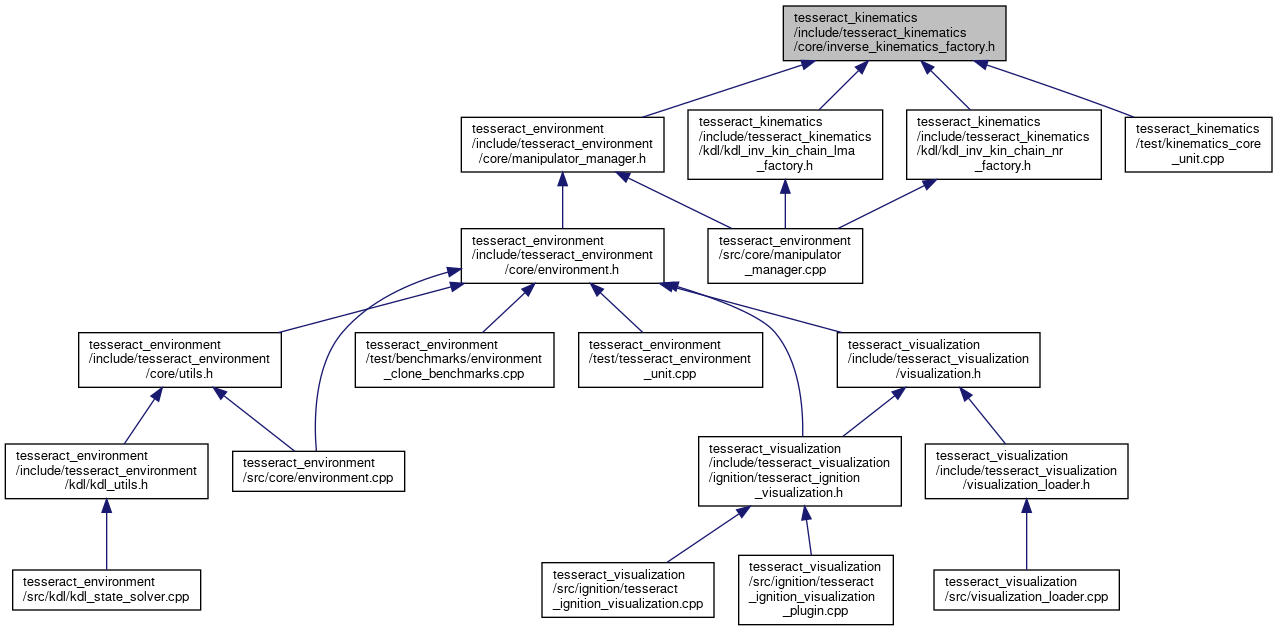 tesseract_kinematics
/include/tesseract_kinematics
/core/inverse_kinematics_factory.h
tesseract_environment
/include/tesseract_environment
/core/manipulator_manager.h
tesseract_kinematics
/include/tesseract_kinematics
/kdl/kdl_inv_kin_chain_lma
_factory.h
tesseract_kinematics
/include/tesseract_kinematics
/kdl/kdl_inv_kin_chain_nr
_factory.h
tesseract_kinematics
/test/kinematics_core
_unit.cpp
tesseract_environment
/include/tesseract_environment
/core/environment.h
tesseract_environment
/src/core/manipulator
_manager.cpp
tesseract_environment
/include/tesseract_environment
/core/utils.h
tesseract_environment
/test/benchmarks/environment
_clone_benchmarks.cpp
tesseract_environment
/test/tesseract_environment
_unit.cpp
tesseract_visualization
/include/tesseract_visualization
/visualization.h
tesseract_environment
/include/tesseract_environment
/kdl/kdl_utils.h
tesseract_environment
/src/core/environment.cpp
tesseract_visualization
/include/tesseract_visualization
/ignition/tesseract_ignition
_visualization.h
tesseract_visualization
/include/tesseract_visualization
/visualization_loader.h
tesseract_environment
/src/kdl/kdl_state_solver.cpp
tesseract_visualization
/src/ignition/tesseract
_ignition_visualization.cpp
tesseract_visualization
/src/ignition/tesseract
_ignition_visualization
_plugin.cpp
tesseract_visualization
/src/visualization_loader.cpp